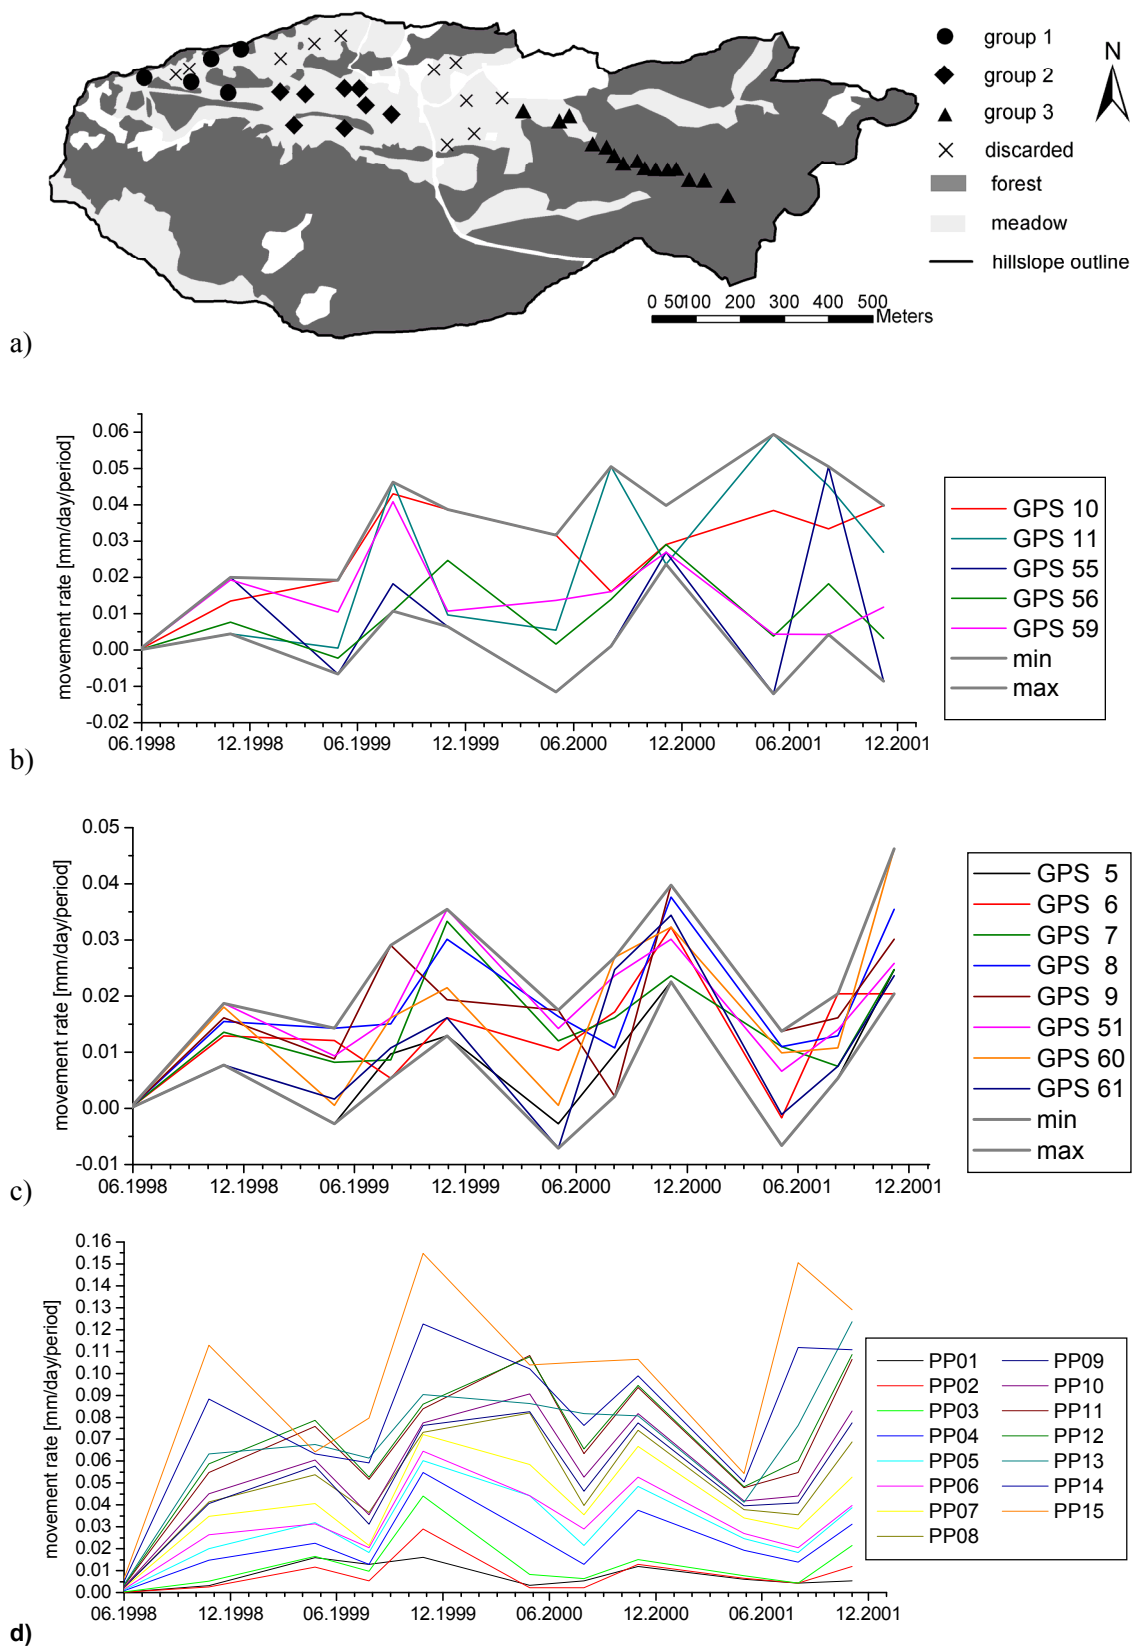 group 1
group 2
group 3
discarded
forest
meadow
hillslope outline
N
0 50100 200 300 400 500
Meters
a)
movement rate [mm/day/period]
0.06
0.05
0.04
0.03
0.02
0.01
0.00
-0.01
-0.02
06.1998 12.1998 06.1999 12.1999 06.2000 12.2000 06.2001 12.2001
GPS 10
GPS 11
GPS 55
GPS 56
GPS 59
min
max
b)
movement rate [mm/day/period]
0.05
0.04
0.03
0.02
0.01
0.00
-0.01
06.1998 12.1998 06.1999 12.1999 06.2000 12.2000 06.2001 12.2001
GPS 5
GPS 6
GPS 7
GPS 8
GPS 9
GPS 51
GPS 60
GPS 61
min
max
c)
movement rate [mm/day/period]
0.16
0.15
0.14
0.13
0.12
0.11
0.10
0.09
0.08
0.07
0.06
0.05
0.04
0.03
0.02
0.01
0.00
06.1998 12.1998 06.1999 12.1999 06.2000 12.2000 06.2001 12.2001
PP01 PP09
PP02 PP10
PP03 PP11
PP04 PP12
PP05 PP13
PP06 PP14
PP07 PP15
PP08
d)